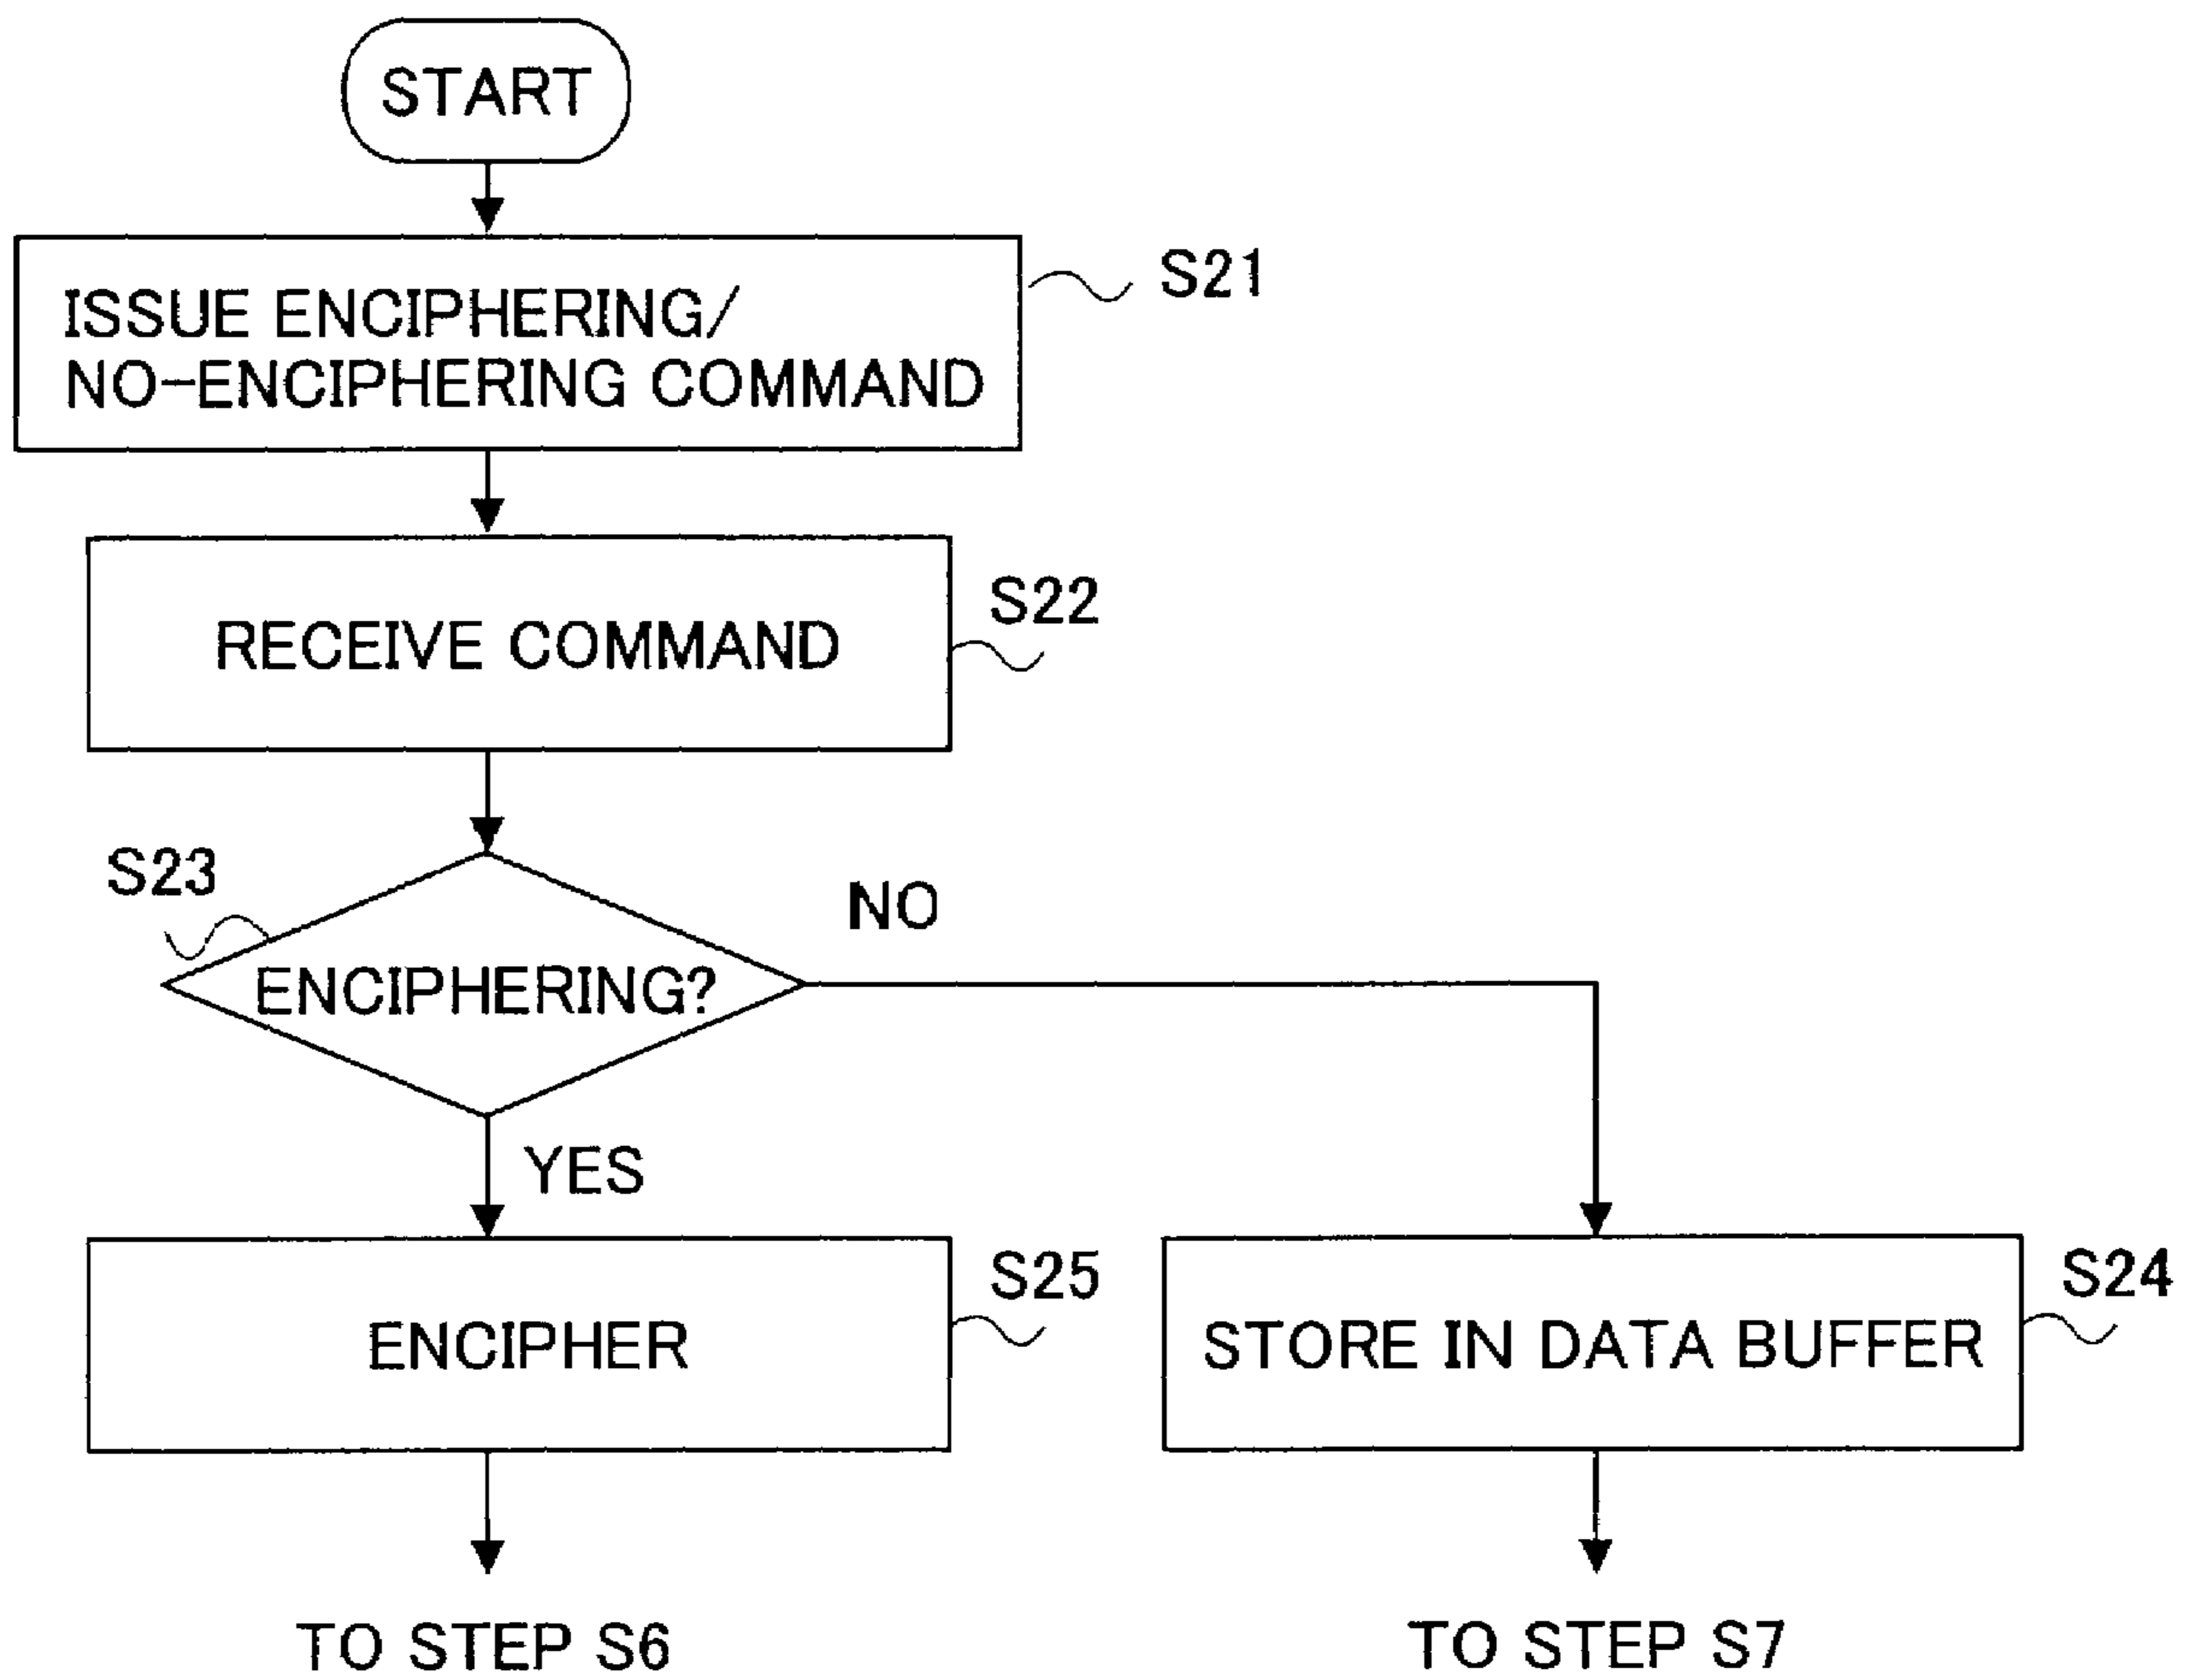 START
ISSUE ENCIPHERING/
NO-ENCIPHERING COMMAND
S21
RECEIVE COMMAND
S22
S23
ENCIPHERING?
NO
YES
ENCIPHER
S25
STORE IN DATA BUFFER
S24
TO STEP S6
TO STEP S7